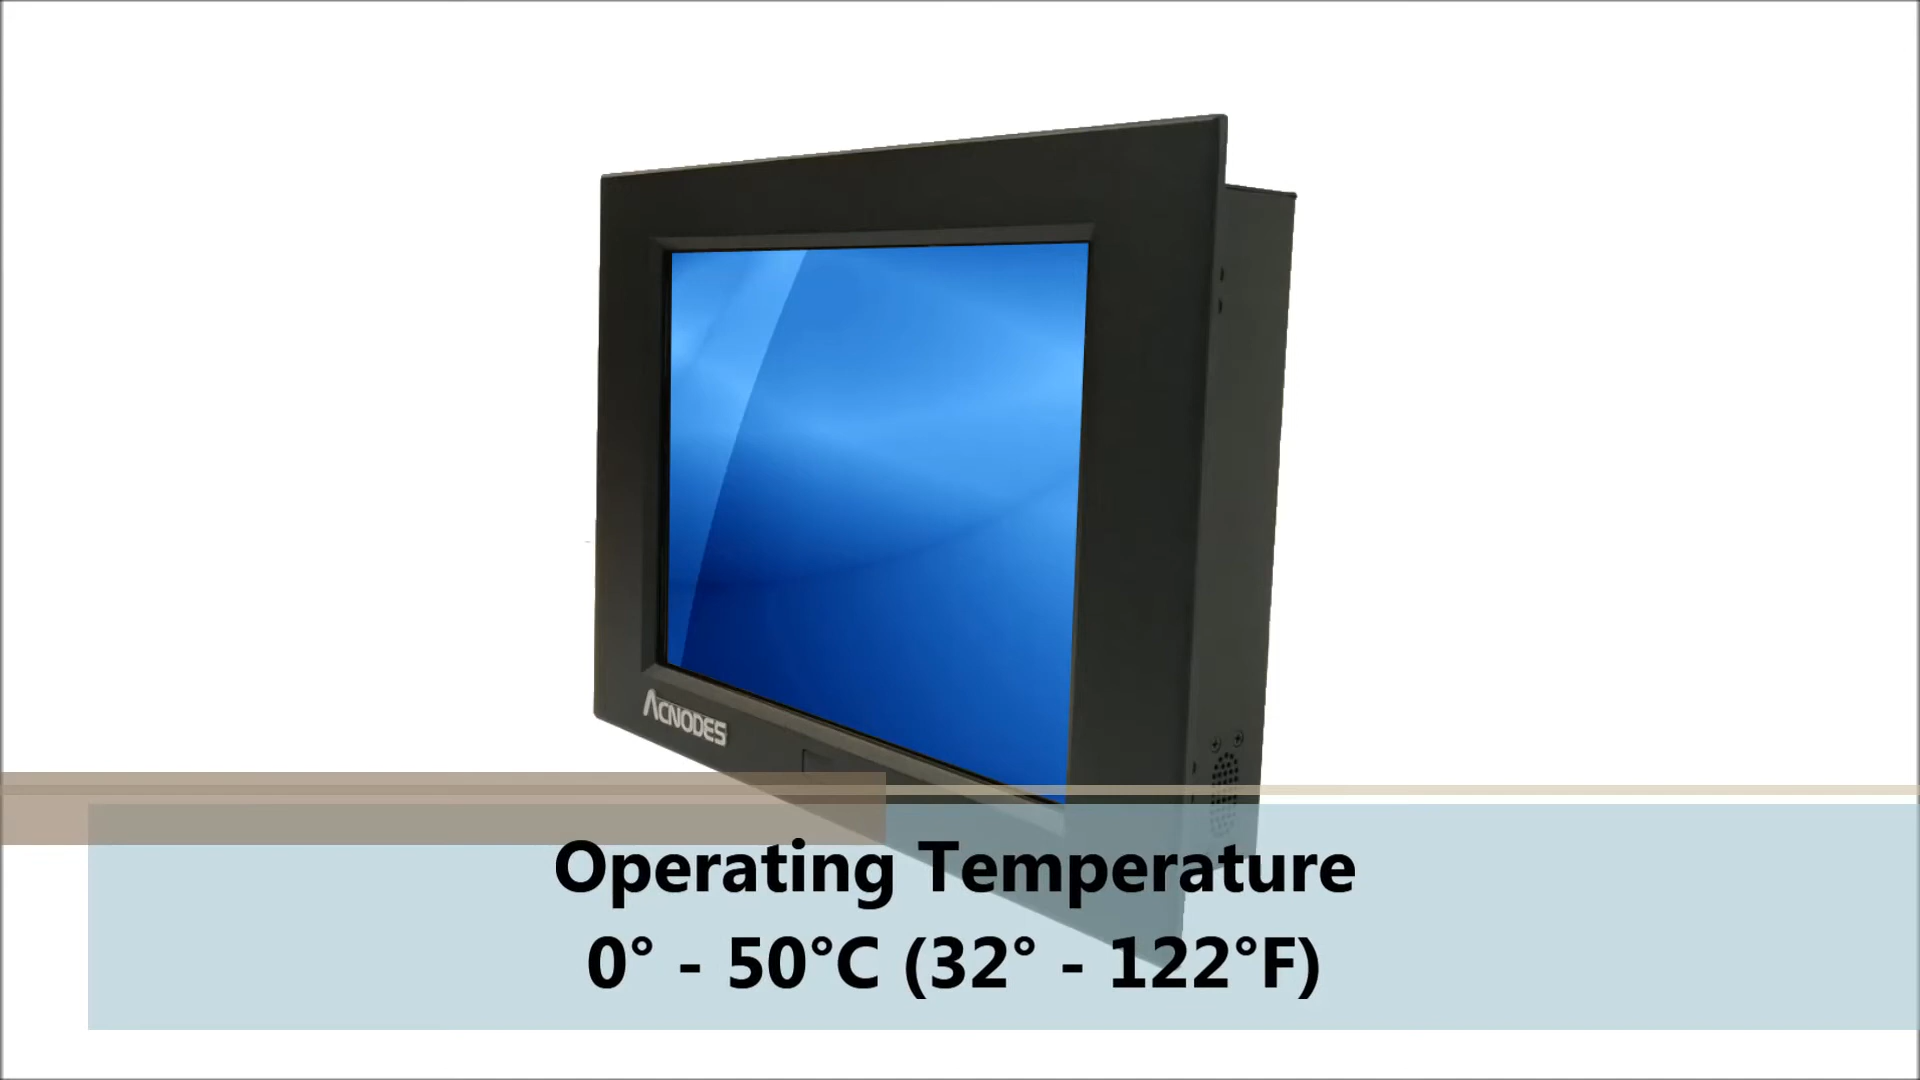 ACNODES
Operating Temperature
0° - 50°C (32° - 122°F)